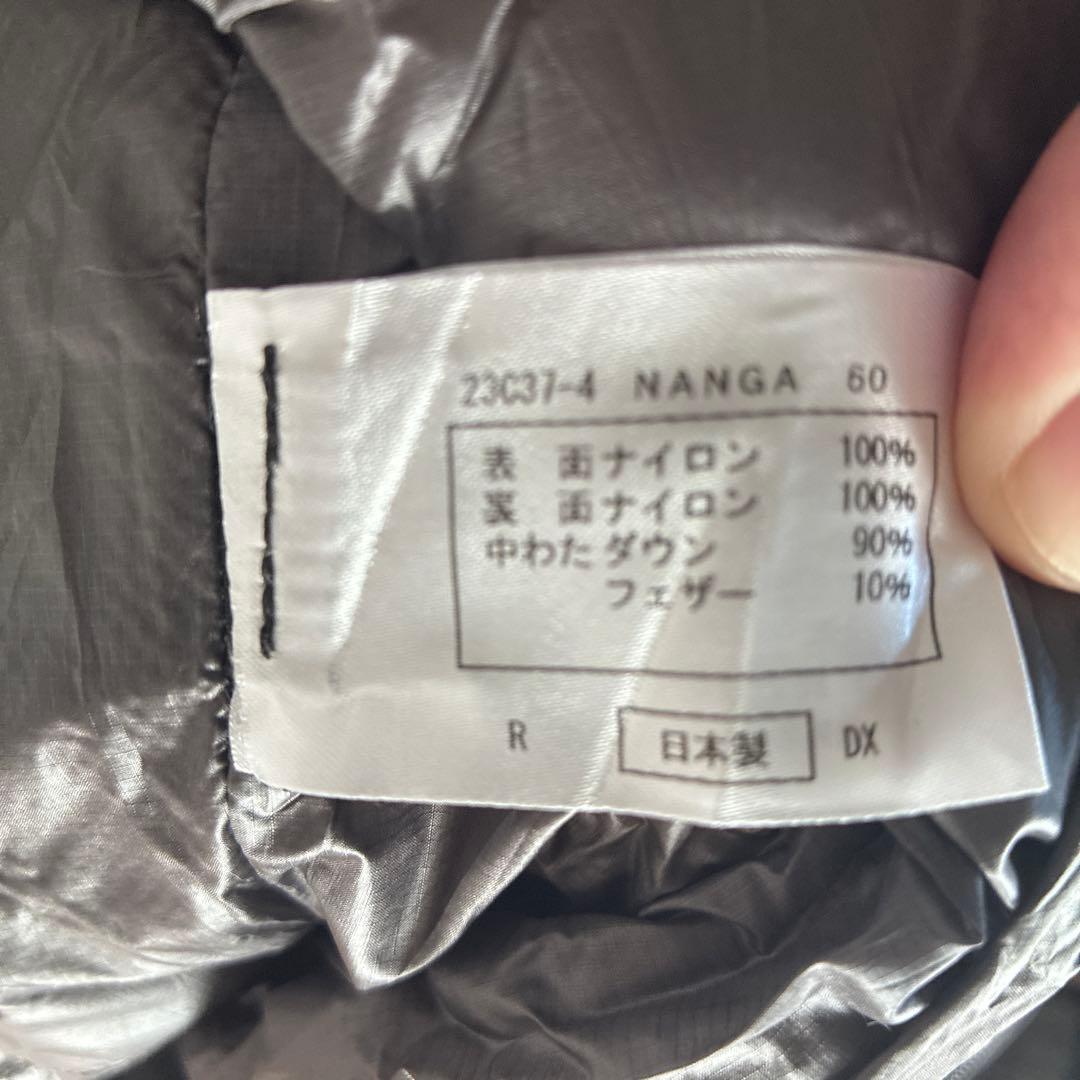 23C37-4 NANGA 60
表 面ナイロン 100%
裏 面ナイロン 100%
中わたダウン 90%
フェザー 10%
R 日本製 DX